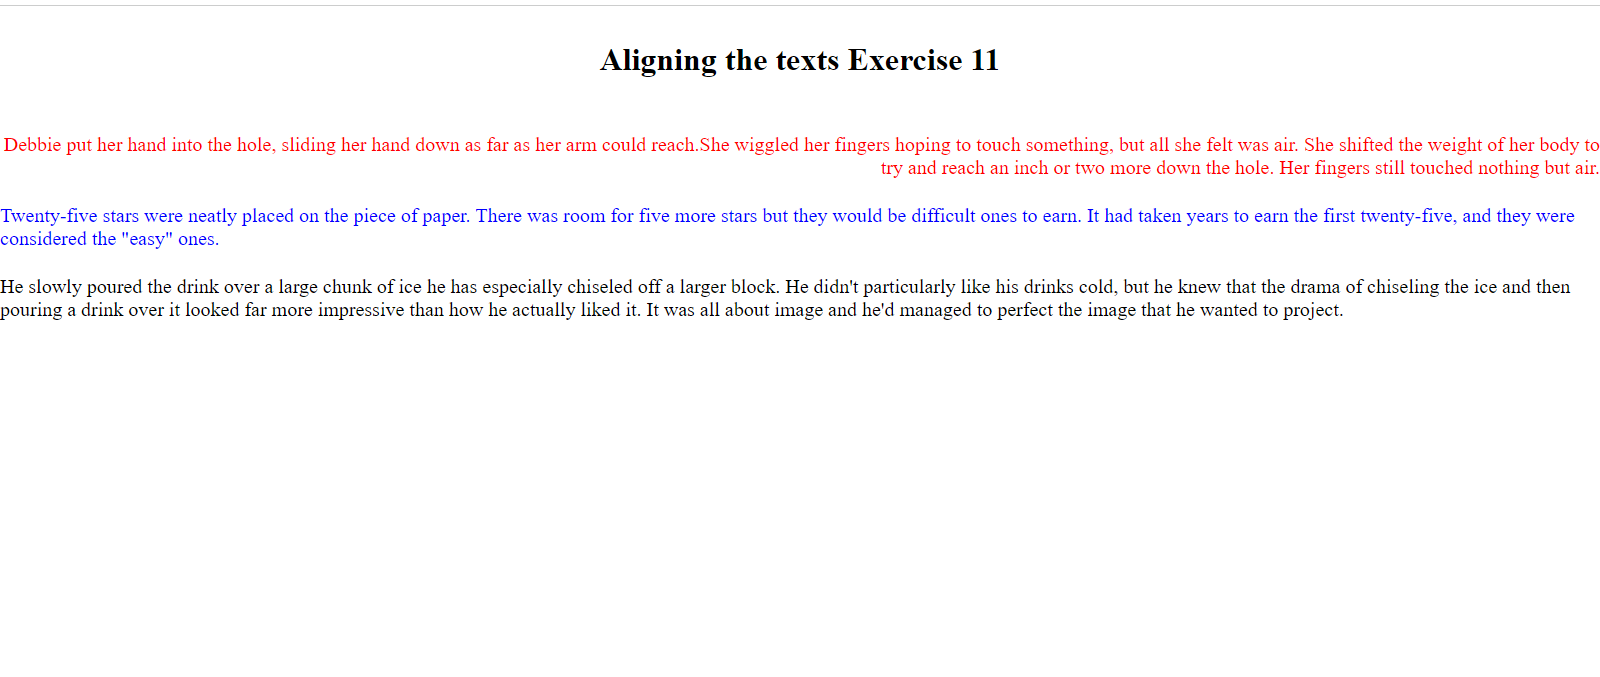 Aligning the texts Exercise 11
Debbie put her hand into the hole, sliding her hand down as far as her arm could reach.She wiggled her fingers hoping to touch something, but all she felt was air. She shifted the weight of her body to
try and reach an inch or two more down the hole. Her fingers still touched nothing but air.
Twenty-five stars were neatly placed on the piece of paper. There was room for five more stars but they would be difficult ones to earn. It had taken years to earn the first twenty-five, and they were
considered the "easy" ones.
He slowly poured the drink over a large chunk of ice he has especially chiseled off a larger block. He didn't particularly like his drinks cold, but he knew that the drama of chiseling the ice and then
pouring a drink over it looked far more impressive than how he actually liked it. It was all about image and he'd managed to perfect the image that he wanted to project.